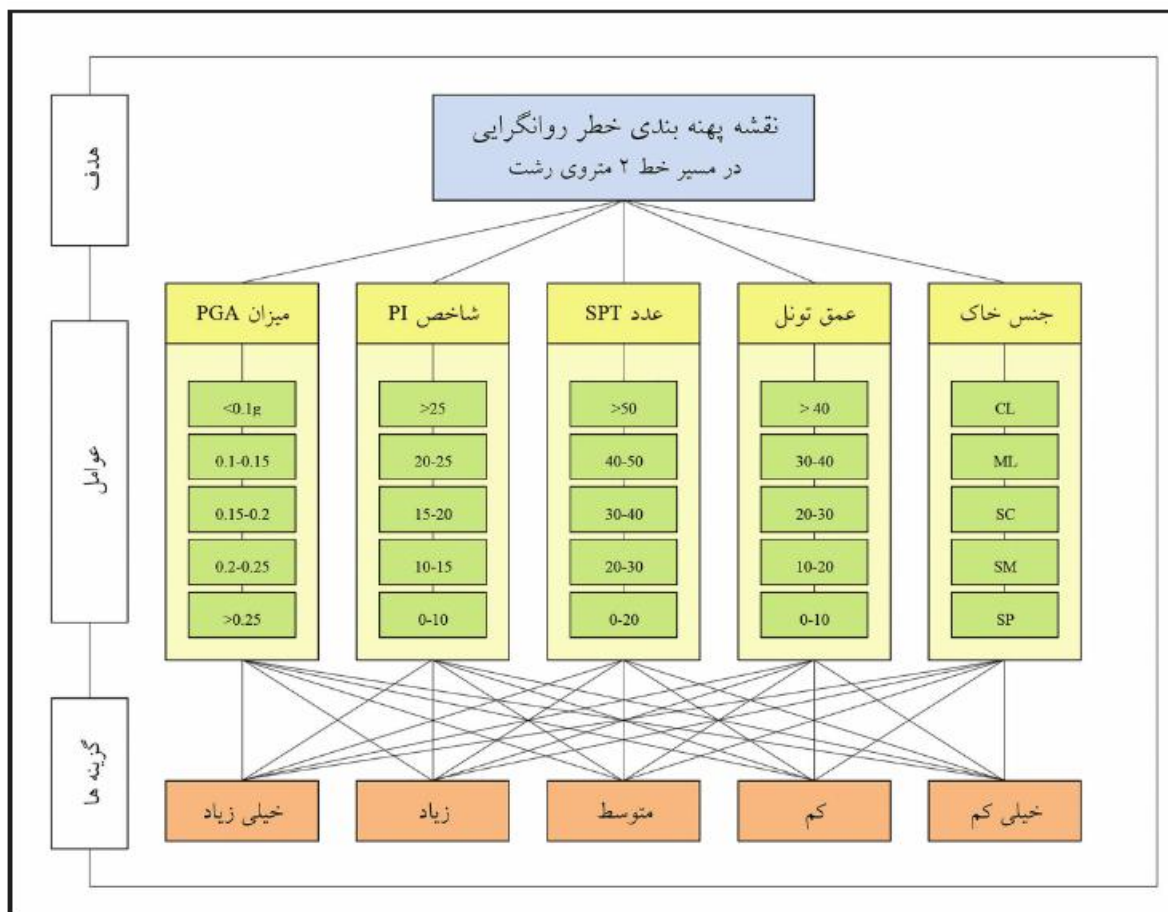 نقشه پهنه بندی خطر روانگرایی
در مسیر خط ۲ متروی رشت
هدف
عوامل
گزینه ها
جنس خاک
CL
ML
SC
SM
SP
عمق تونل
> 40
30-40
20-30
10-20
0-10
عدد SPT
>50
40-50
30-40
20-30
0-20
شاخص PI
>25
20-25
15-20
10-15
0-10
میزان PGA
<0.1g
0.1-0.15
0.15-0.2
0.2-0.25
>0.25
خیلی کم
کم
متوسط
زیاد
خیلی زیاد